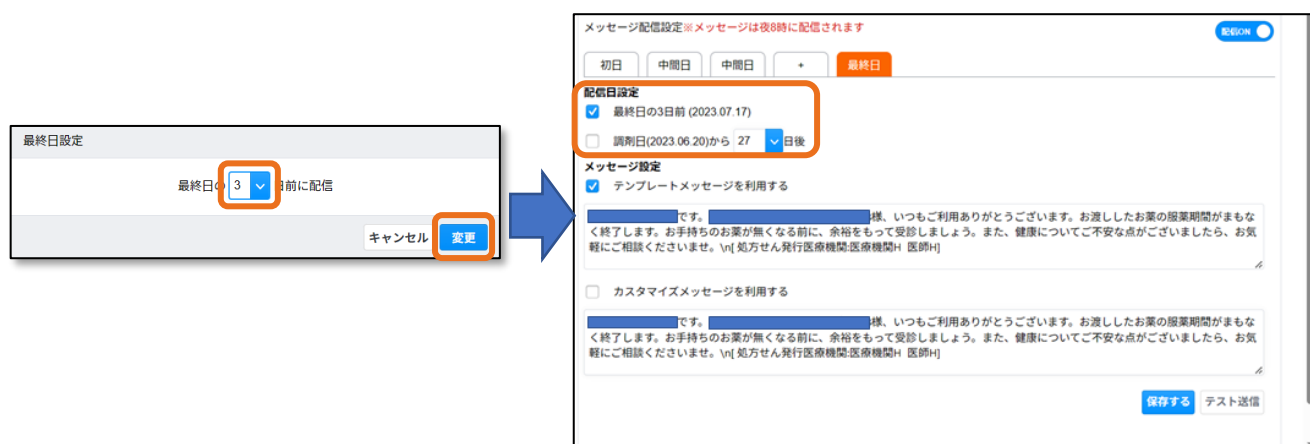 最終日設定
最終日の 3 日前に配信
キャンセル 変更
メッセージ配信設定※メッセージは夜8時に配信されます
配信ON
初日 中間日 中間日 + 最終日
配信日設定
最終日の3日前 (2023.07.17)
調剤日(2023.06.20)から 27 日後
メッセージ設定
テンプレートメッセージを利用する
です。 様、いつもご利用ありがとうございます。お渡ししたお薬の服薬期間がまもな
く終了します。お手持ちのお薬が無くなる前に、余裕をもって受診しましょう。また、健康についてご不安な点がございましたら、お気
軽にご相談くださいませ。\n[ 処方せん発行医療機関:医療機関H 医師H]
カスタマイズメッセージを利用する
です。 様、いつもご利用ありがとうございます。お渡ししたお薬の服薬期間がまもな
く終了します。お手持ちのお薬が無くなる前に、余裕をもって受診しましょう。また、健康についてご不安な点がございましたら、お気
軽にご相談くださいませ。\n[ 処方せん発行医療機関:医療機関H 医師H]
保存する テスト送信